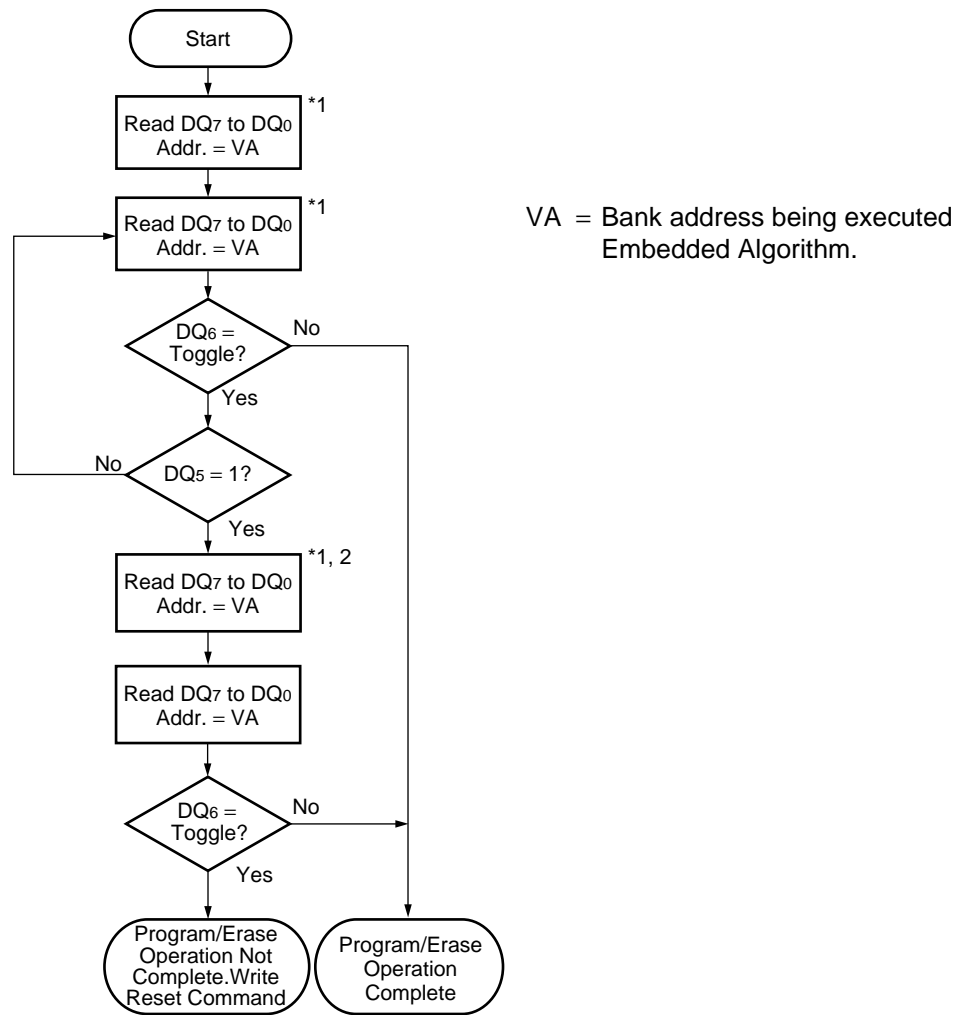 Start
*1
Read DQ7 to DQ0
Addr. = VA
*1
Read DQ7 to DQ0
Addr. = VA
VA = Bank address being executed
Embedded Algorithm.
DQ6 =
Toggle?
No
Yes
No
DQ5 = 1?
Yes
*1, 2
Read DQ7 to DQ0
Addr. = VA
Read DQ7 to DQ0
Addr. = VA
DQ6 =
Toggle?
No
Yes
Program/Erase
Operation Not
Complete.Write
Reset Command
Program/Erase
Operation
Complete